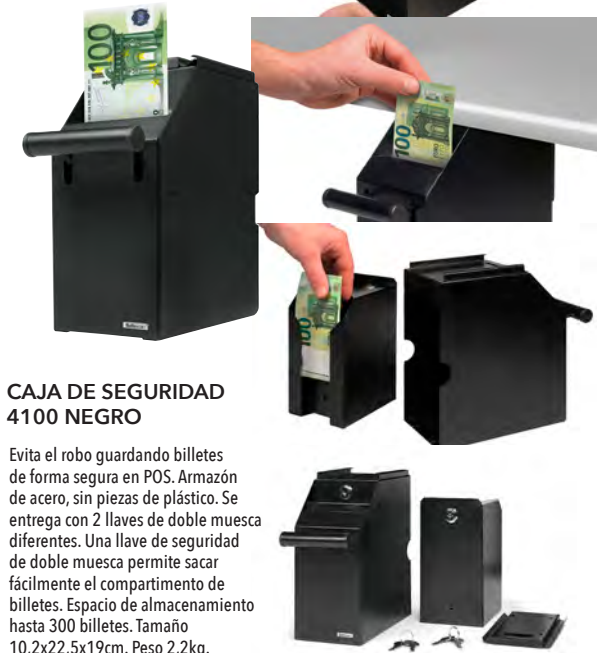 100
100
100
CAJA DE SEGURIDAD
4100 NEGRO
Evita el robo guardando billetes
de forma segura en POS. Armazón
de acero, sin piezas de plástico. Se
entrega con 2 llaves de doble muesca
diferentes. Una llave de seguridad
de doble muesca permite sacar
fácilmente el compartimento de
billetes. Espacio de almacenamiento
hasta 300 billetes. Tamaño
10,2x22,5x19cm. Peso 2,2kg.